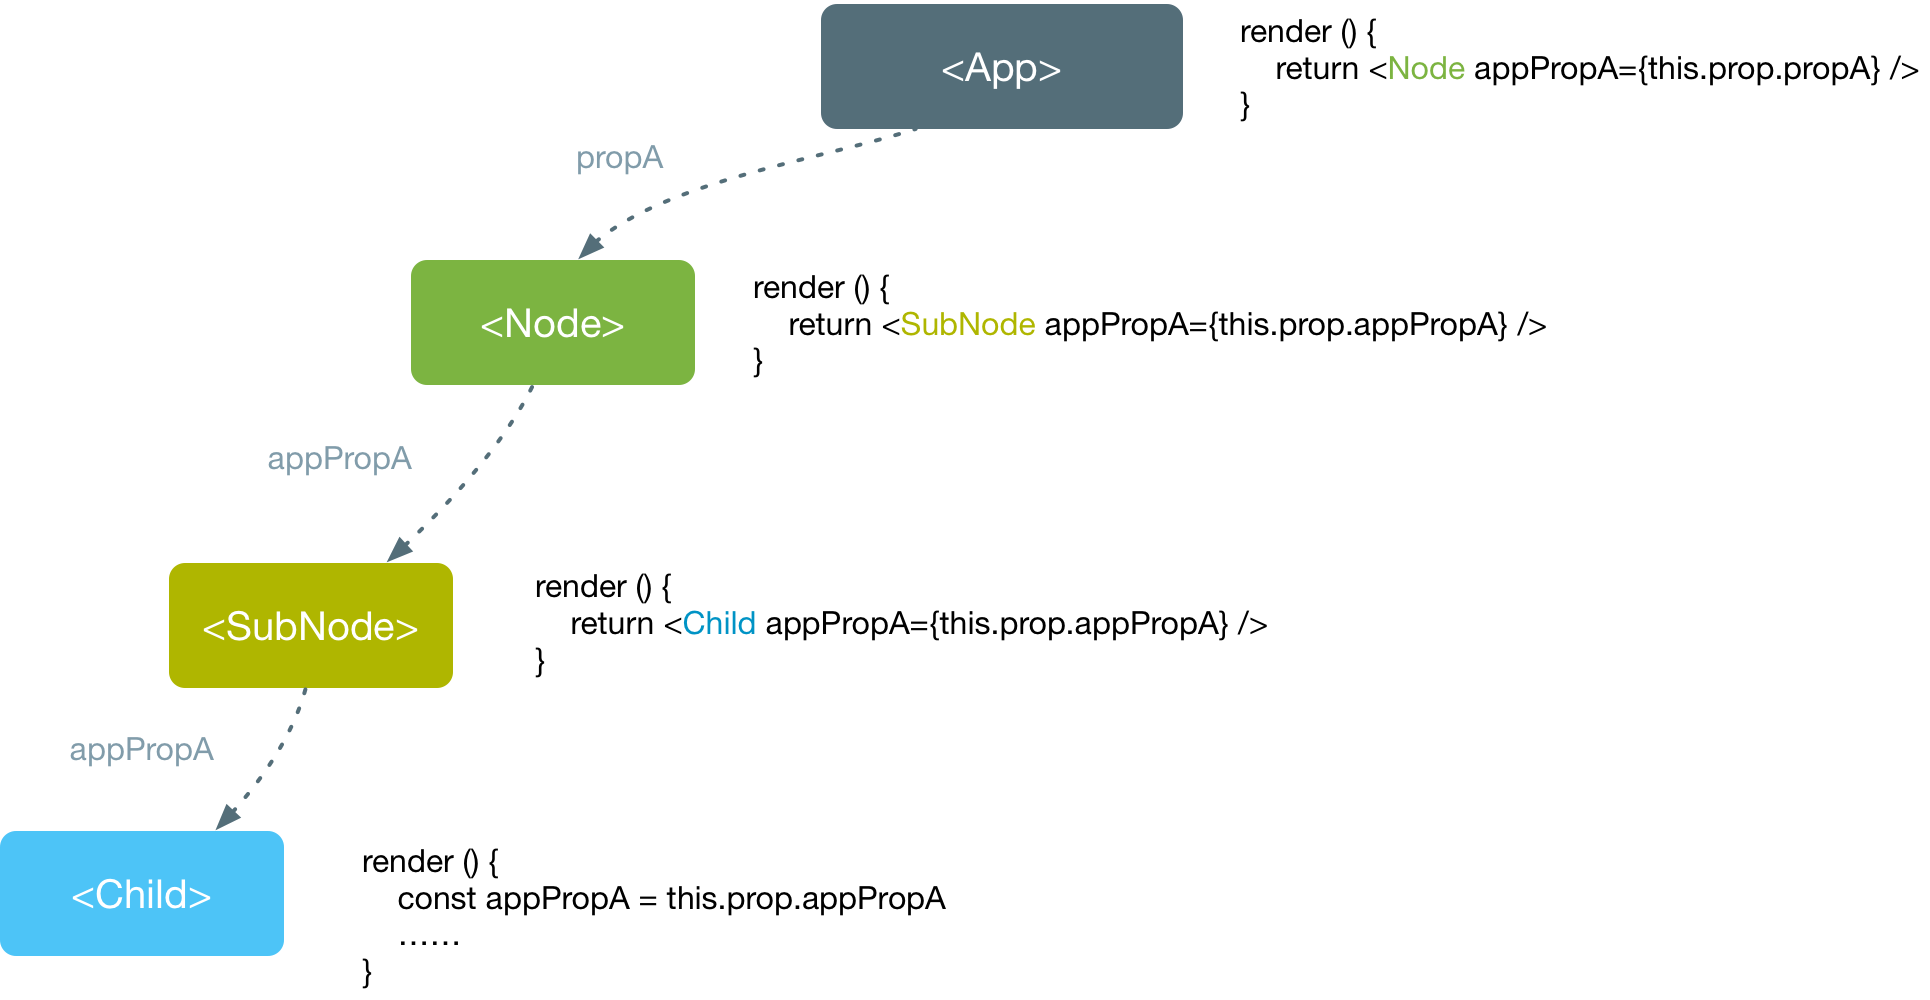 <App>
render () {
return <Node appPropA={this.prop.propA} />
}
propA
<Node>
render () {
return <SubNode appPropA={this.prop.appPropA} />
}
appPropA
<SubNode>
render () {
return <Child appPropA={this.prop.appPropA} />
}
appPropA
<Child>
render () {
const appPropA = this.prop.appPropA
......
}